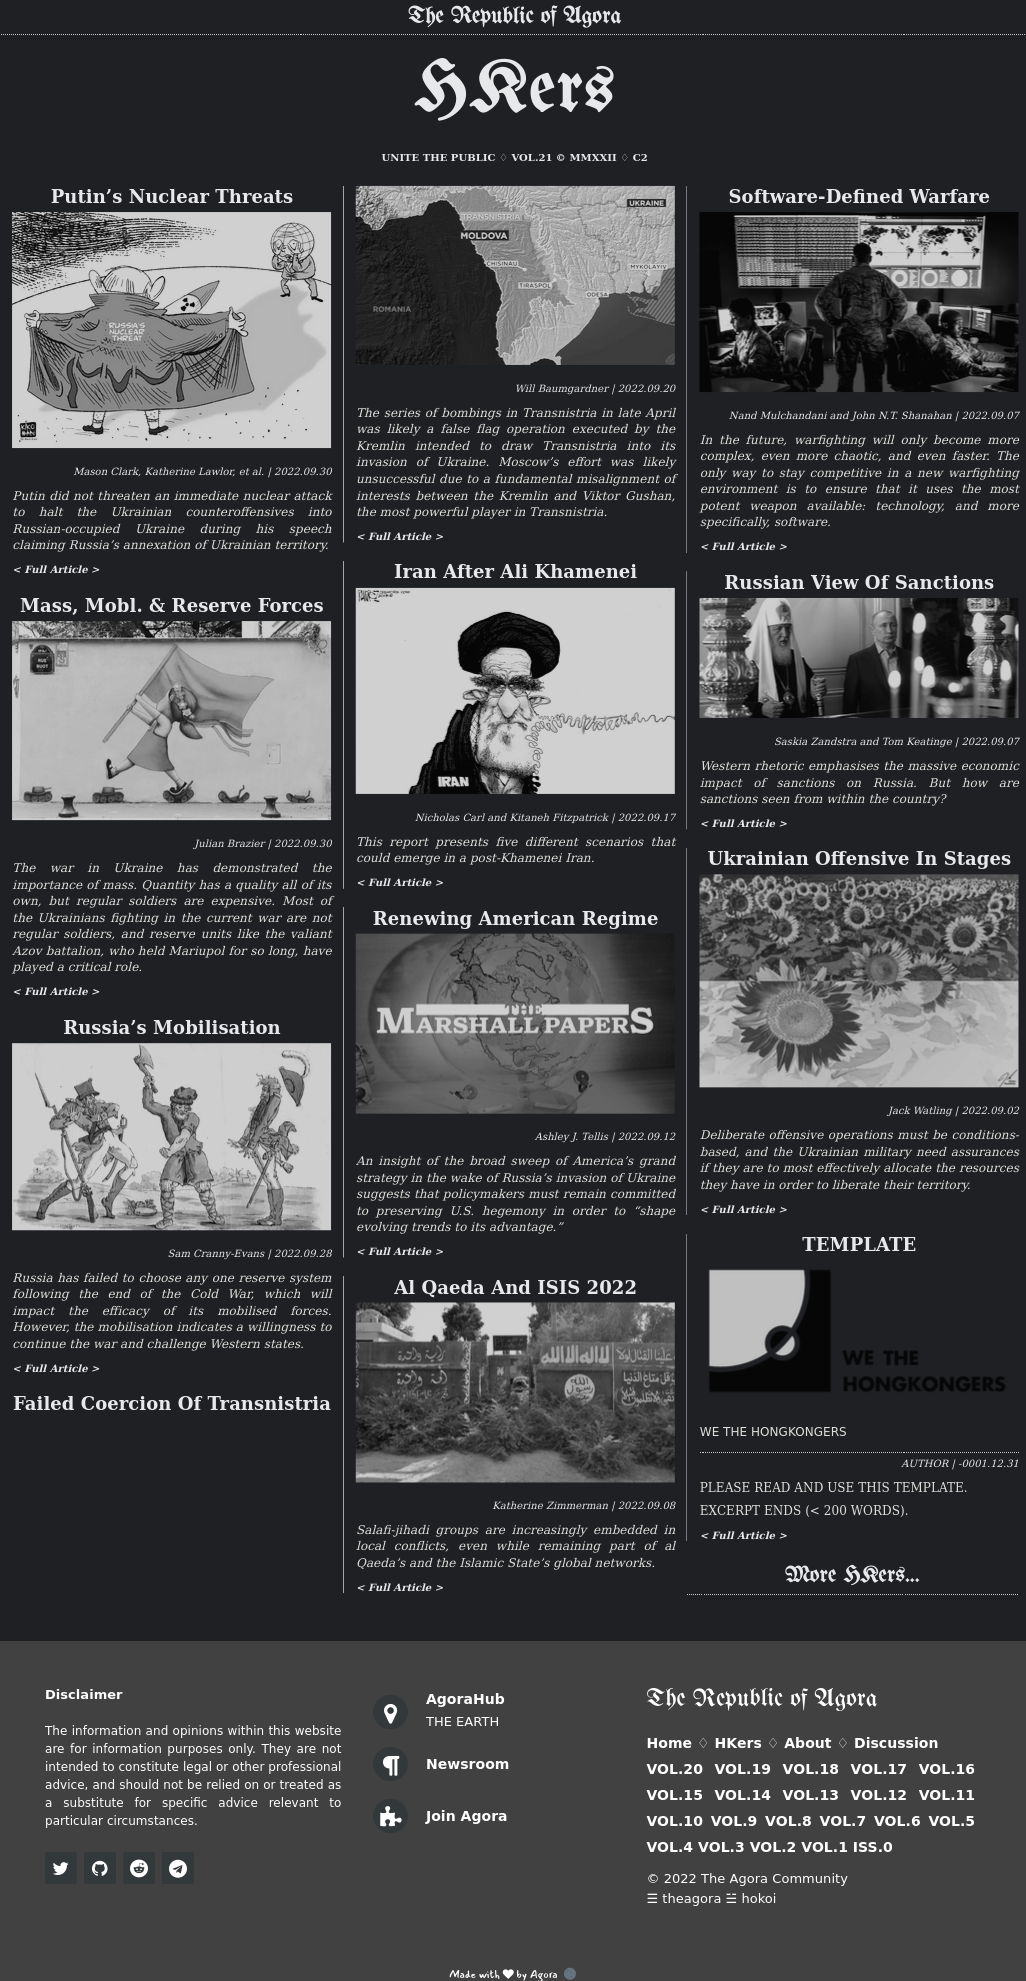 The Republic of Agora
HKers
UNITE THE PUBLIC ♢ VOL.21 © MMXXII ♢ C2
Putin’s Nuclear Threats
RUSSIA'S
NUCLEAR
THREAT
Mason Clark, Katherine Lawlor, et al. | 2022.09.30
Putin did not threaten an immediate nuclear attack
to halt the Ukrainian counteroffensives into
Russian-occupied Ukraine during his speech
claiming Russia’s annexation of Ukrainian territory.
< Full Article >
Mass, Mobl. & Reserve Forces
RUE
BUOT
Julian Brazier | 2022.09.30
The war in Ukraine has demonstrated the
importance of mass. Quantity has a quality all of its
own, but regular soldiers are expensive. Most of
the Ukrainians fighting in the current war are not
regular soldiers, and reserve units like the valiant
Azov battalion, who held Mariupol for so long, have
played a critical role.
< Full Article >
Russia’s Mobilisation
Sam Cranny-Evans | 2022.09.28
Russia has failed to choose any one reserve system
following the end of the Cold War, which will
impact the efficacy of its mobilised forces.
However, the mobilisation indicates a willingness to
continue the war and challenge Western states.
< Full Article >
Failed Coercion Of Transnistria
UKRAINE
TRANSNISTRIA
MOLDOVA
CHISINAU
MYKOLAYIV
TIRASPOL
ODESA
ROMANIA
Will Baumgardner | 2022.09.20
The series of bombings in Transnistria in late April
was likely a false flag operation executed by the
Kremlin intended to draw Transnistria into its
invasion of Ukraine. Moscow’s effort was likely
unsuccessful due to a fundamental misalignment of
interests between the Kremlin and Viktor Gushan,
the most powerful player in Transnistria.
< Full Article >
Iran After Ali Khamenei
IRAN
Nicholas Carl and Kitaneh Fitzpatrick | 2022.09.17
This report presents five different scenarios that
could emerge in a post-Khamenei Iran.
< Full Article >
Renewing American Regime
THE
MARSHALL PAPERS
Ashley J. Tellis | 2022.09.12
An insight of the broad sweep of America’s grand
strategy in the wake of Russia’s invasion of Ukraine
suggests that policymakers must remain committed
to preserving U.S. hegemony in order to “shape
evolving trends to its advantage.”
< Full Article >
Al Qaeda And ISIS 2022
Katherine Zimmerman | 2022.09.08
Salafi-jihadi groups are increasingly embedded in
local conflicts, even while remaining part of al
Qaeda’s and the Islamic State’s global networks.
< Full Article >
Software-Defined Warfare
Nand Mulchandani and John N.T. Shanahan | 2022.09.07
In the future, warfighting will only become more
complex, even more chaotic, and even faster. The
only way to stay competitive in a new warfighting
environment is to ensure that it uses the most
potent weapon available: technology, and more
specifically, software.
< Full Article >
Russian View Of Sanctions
Saskia Zandstra and Tom Keatinge | 2022.09.07
Western rhetoric emphasises the massive economic
impact of sanctions on Russia. But how are
sanctions seen from within the country?
< Full Article >
Ukrainian Offensive In Stages
Jack Watling | 2022.09.02
Deliberate offensive operations must be conditions-
based, and the Ukrainian military need assurances
if they are to most effectively allocate the resources
they have in order to liberate their territory.
< Full Article >
TEMPLATE
WE THE
HONGKONGERS
WE THE HONGKONGERS
AUTHOR | -0001.12.31
PLEASE READ AND USE THIS TEMPLATE.
EXCERPT ENDS (< 200 WORDS).
< Full Article >
More HKers...
Disclaimer
The information and opinions within this website
are for information purposes only. They are not
intended to constitute legal or other professional
advice, and should not be relied on or treated as
a substitute for specific advice relevant to
particular circumstances.
AgoraHub
THE EARTH
Newsroom
Join Agora
The Republic of Agora
Home ♢ HKers ♢ About ♢ Discussion
VOL.20 VOL.19 VOL.18 VOL.17 VOL.16
VOL.15 VOL.14 VOL.13 VOL.12 VOL.11
VOL.10 VOL.9 VOL.8 VOL.7 VOL.6 VOL.5
VOL.4 VOL.3 VOL.2 VOL.1 ISS.0
© 2022 The Agora Community
☰ theagora ☱ hokoi
Made with ♥ by Agora